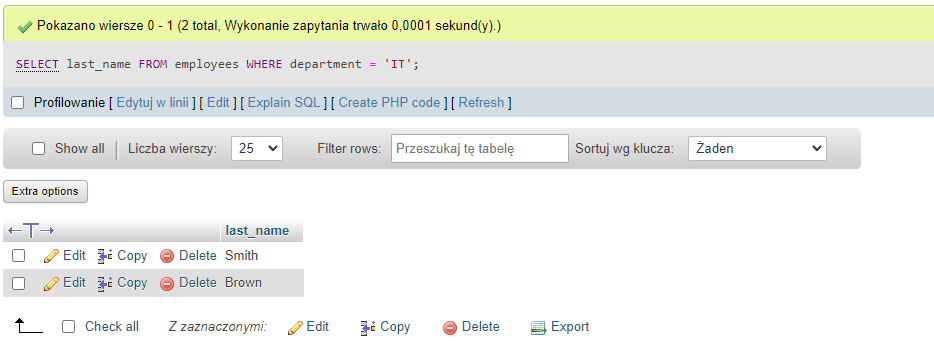 Pokazano wiersze 0 - 1 (2 total, Wykonanie zapytania trwało 0,0001 sekund(y).)
SELECT last_name FROM employees WHERE department = 'IT';
Profilowanie [ Edytuj w linii ] [ Edit ] [ Explain SQL ] [ Create PHP code ] [ Refresh ]
Show all Liczba wierszy: 25 Filter rows: Przeszukaj tę tabelę Sortuj wg klucza: Żaden
Extra options
last_name
Edit Copy Delete Smith
Edit Copy Delete Brown
Check all Z zaznaczonymi: Edit Copy Delete Export